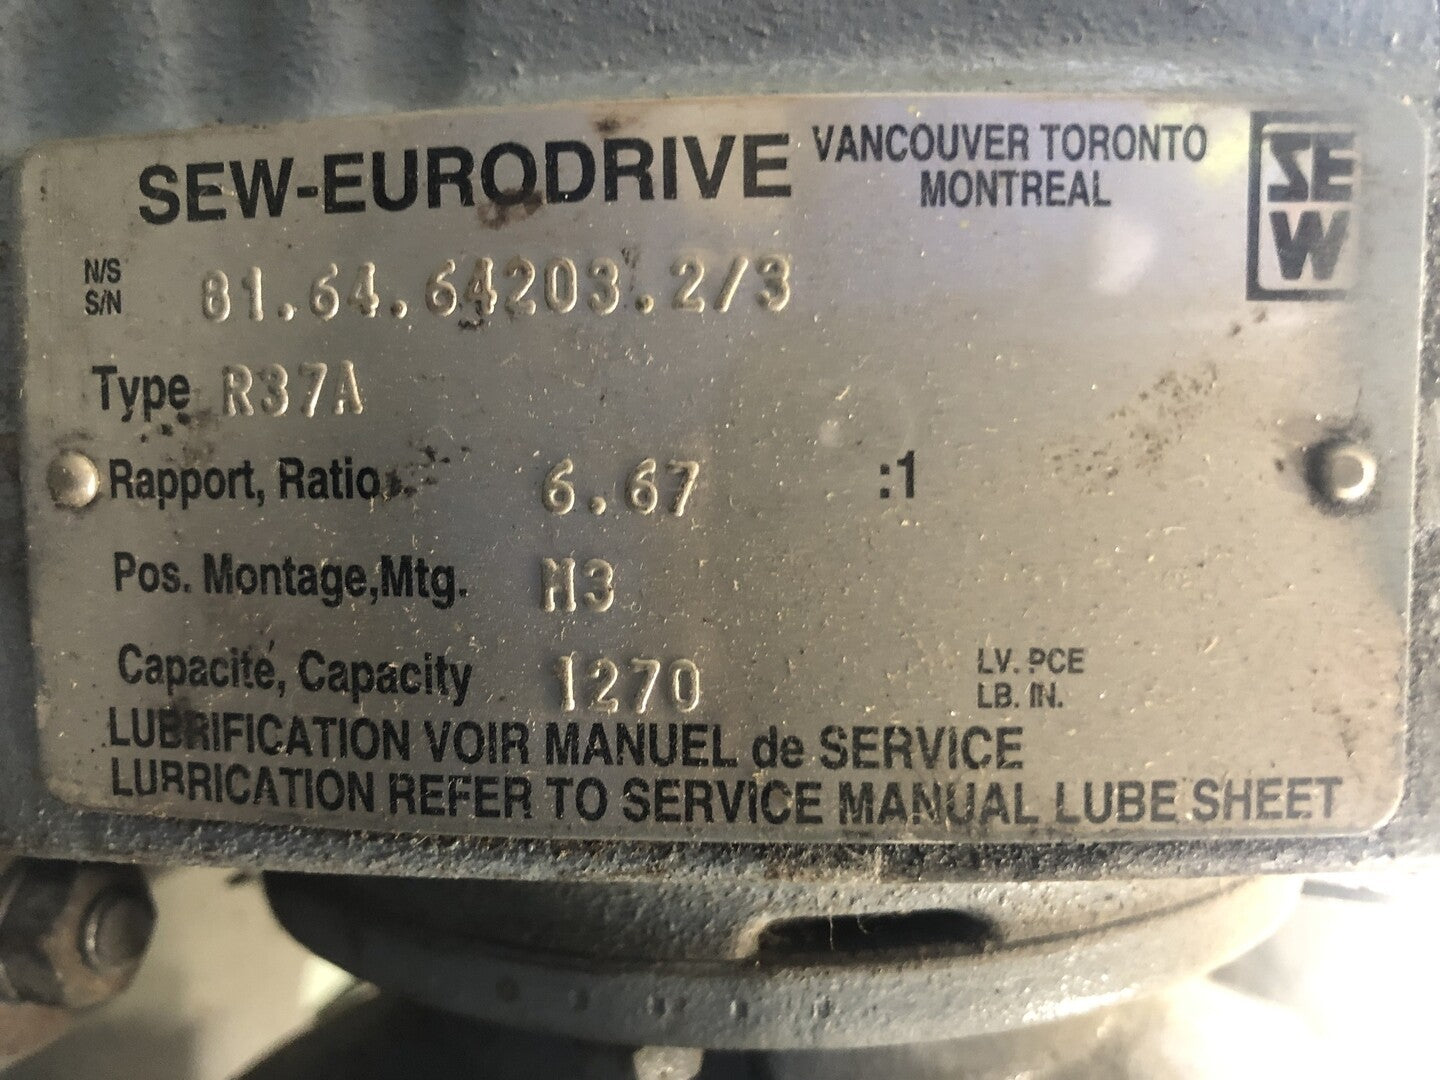 SEW-EURODRIVE VANCOUVER TORONTO MONTREAL SEW
N/S S/N 81.64.64203.2/3
Type R37A
Rapport, Ratio 6.67 :1
Pos. Montage,Mtg. M3
Capacité, Capacity 1270 LV. PCE LB. IN.
LUBRIFICATION VOIR MANUEL de SERVICE
LUBRICATION REFER TO SERVICE MANUAL LUBE SHEET